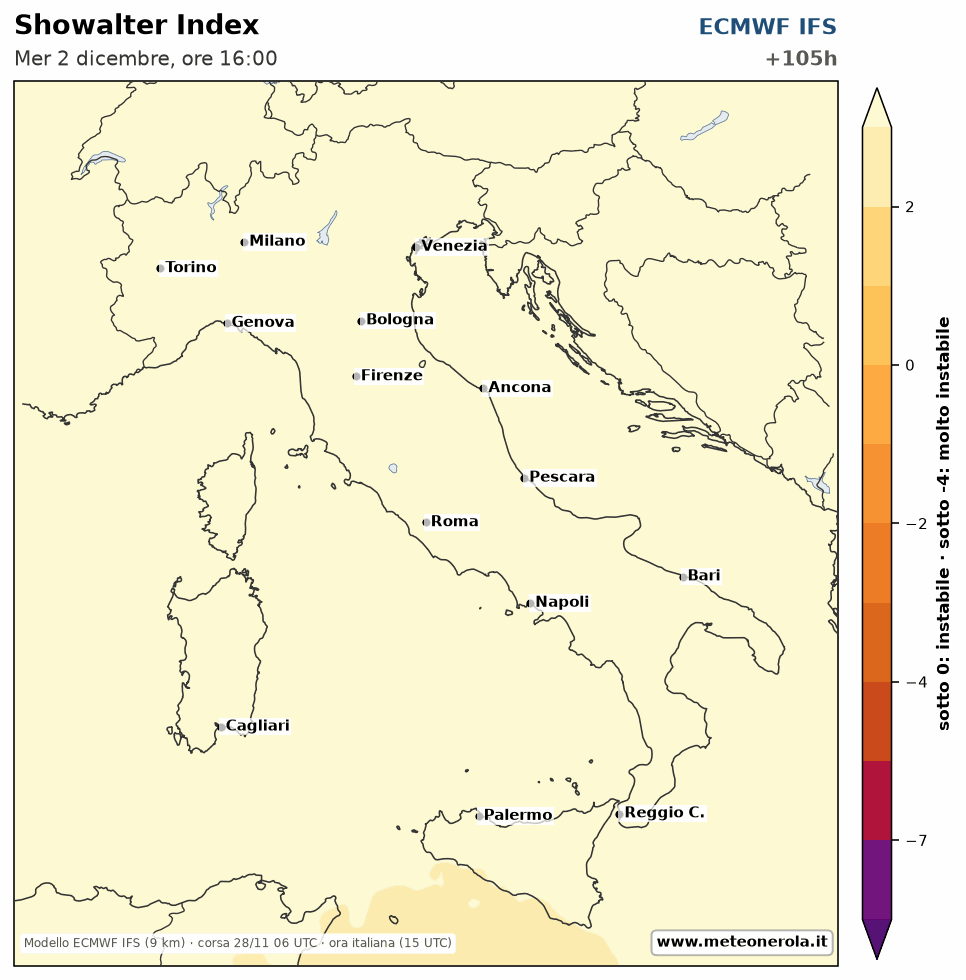 Showalter Index
ECMWF IFS
Mer 2 dicembre, ore 16:00
+105h
Milano
Venezia
Torino
Genova
Bologna
Firenze
Ancona
Pescara
Roma
Bari
Napoli
Cagliari
Palermo
Reggio C.
2
0
−2
−4
−7
sotto 0: instabile · sotto -4: molto instabile
Modello ECMWF IFS (9 km) · corsa 28/11 06 UTC · ora italiana (15 UTC)
www.meteonerola.it